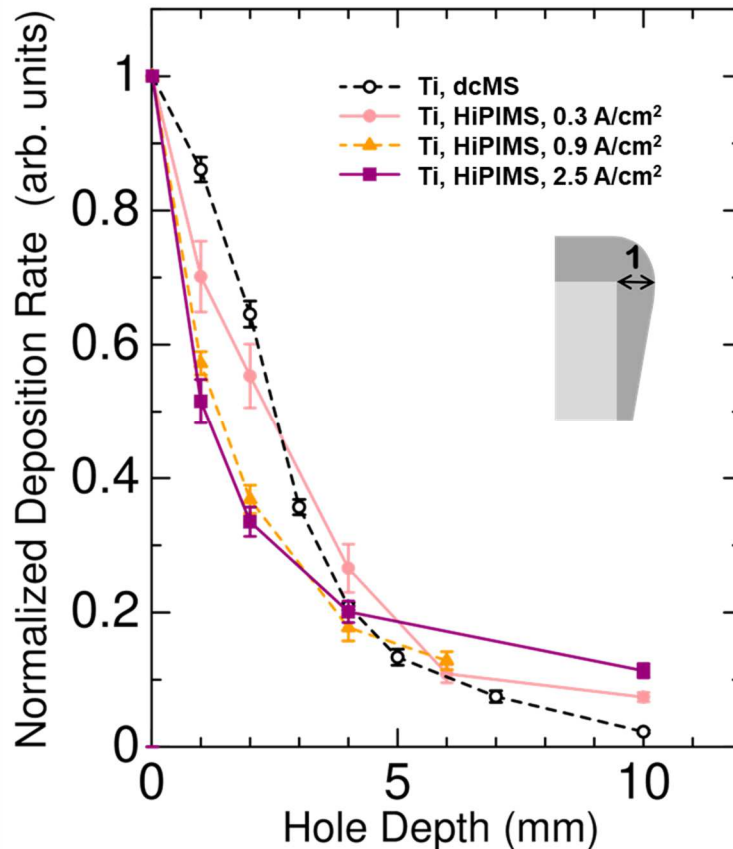 Normalized Deposition Rate (arb. units)
1
0.8
0.6
0.4
0.2
0
Ti, dcMS
Ti, HiPIMS, 0.3 A/cm²
Ti, HiPIMS, 0.9 A/cm²
Ti, HiPIMS, 2.5 A/cm²
1
0 5 10
Hole Depth (mm)